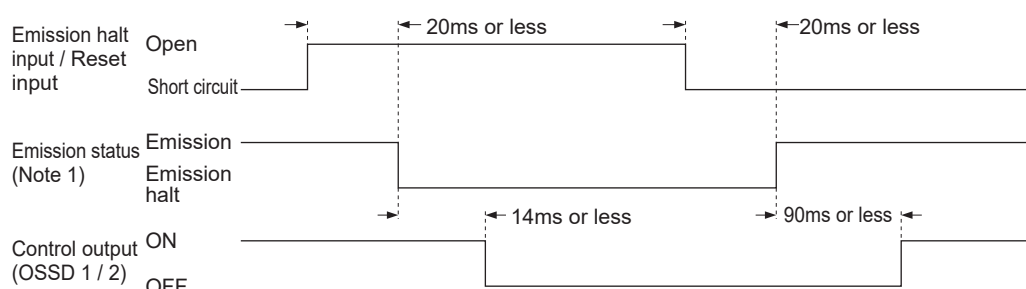 20ms or less
20ms or less
Emission halt
input / Reset
input
Open
Short circuit
Emission status
(Note 1)
Emission
Emission
halt
14ms or less
90ms or less
Control output
(OSSD 1 / 2)
ON
OFF